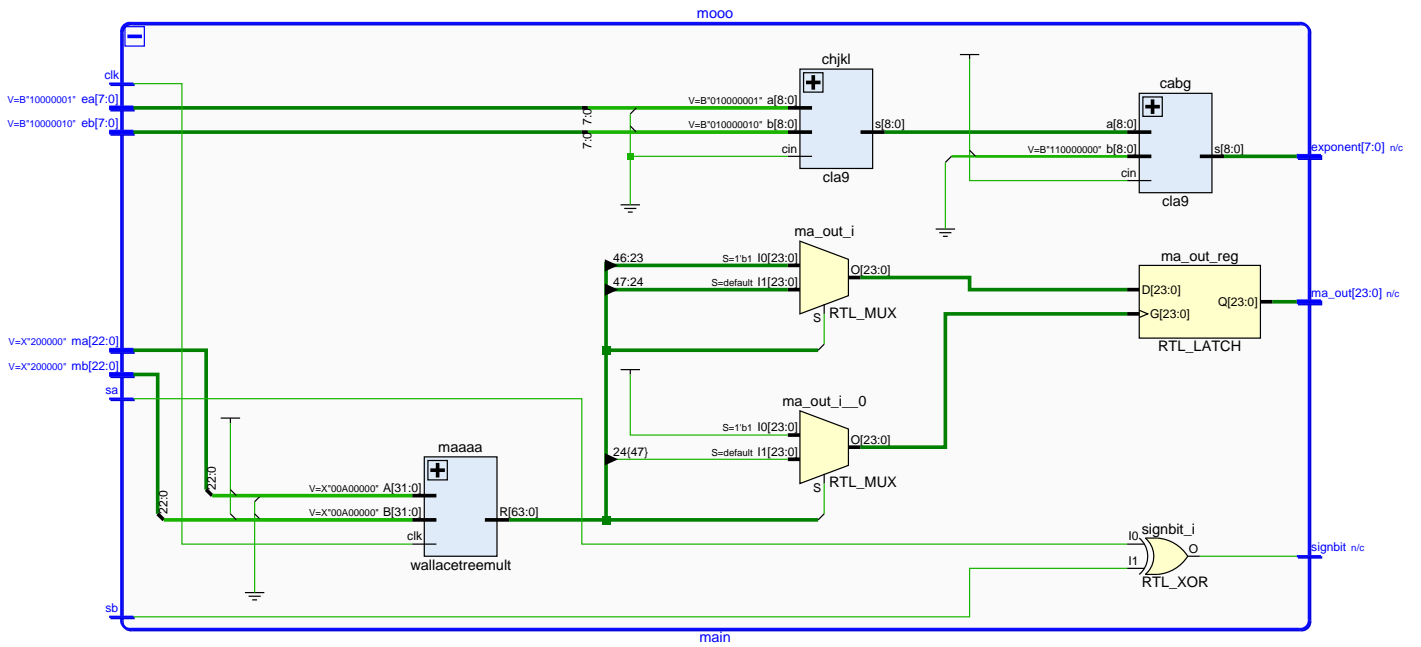 mooo
clk
V=B"10000001" ea[7:0]
V=B"10000010" eb[7:0]
7:0
7:0
chjkl
V=B"010000001" a[8:0]
V=B"010000010" b[8:0]
cin
s[8:0]
cla9
cabg
a[8:0]
V=B"110000000" b[8:0]
cin
s[8:0]
cla9
exponent[7:0] n/c
ma_out_i
46:23
S=1'b1 I0[23:0]
47:24
S=default I1[23:0]
O[23:0]
S
RTL_MUX
ma_out_reg
D[23:0]
G[23:0]
Q[23:0]
RTL_LATCH
ma_out[23:0] n/c
V=X"200000" ma[22:0]
V=X"200000" mb[22:0]
sa
ma_out_i__0
S=1'b1 I0[23:0]
24{47}
S=default I1[23:0]
O[23:0]
S
RTL_MUX
maaaa
22:0
22:0
V=X"00A00000" A[31:0]
V=X"00A00000" B[31:0]
clk
R[63:0]
wallacetreemult
signbit_i
I0
I1
O
RTL_XOR
signbit n/c
sb
main